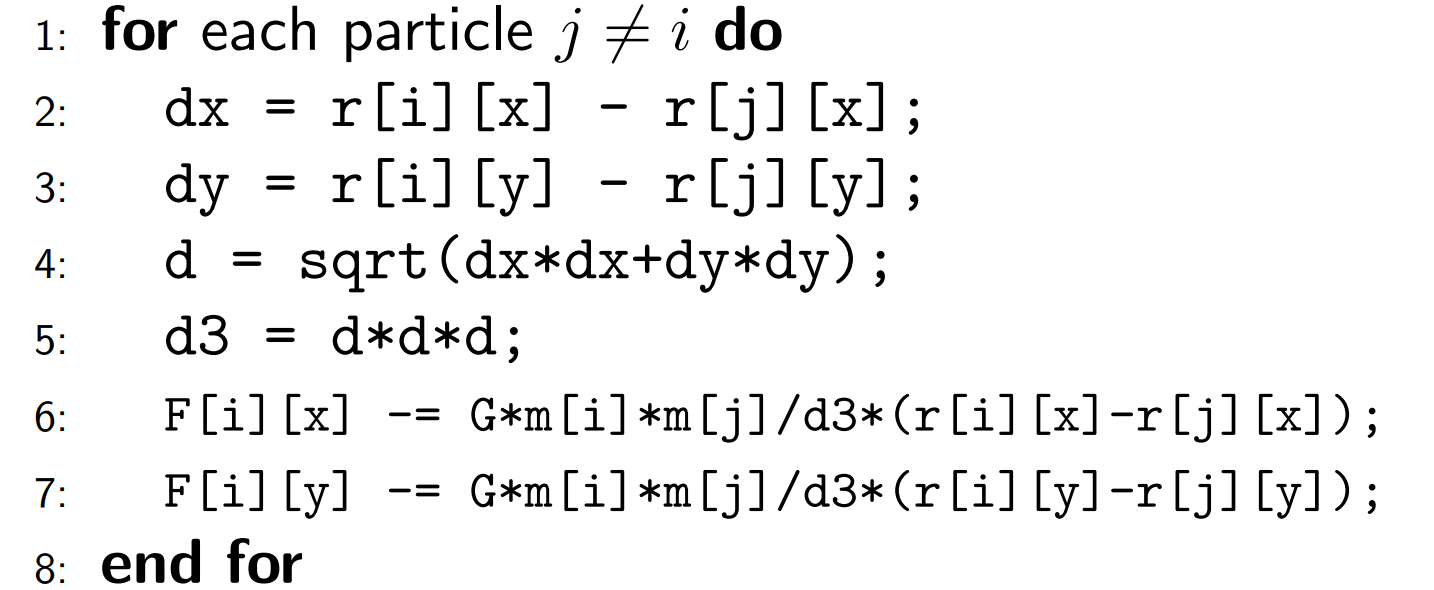 1: for each particle j ≠ i do
2: dx = r[i][x] - r[j][x];
3: dy = r[i][y] - r[j][y];
4: d = sqrt(dx*dx+dy*dy);
5: d3 = d*d*d;
6: F[i][x] -= G*m[i]*m[j]/d3*(r[i][x]-r[j][x]);
7: F[i][y] -= G*m[i]*m[j]/d3*(r[i][y]-r[j][y]);
8: end for